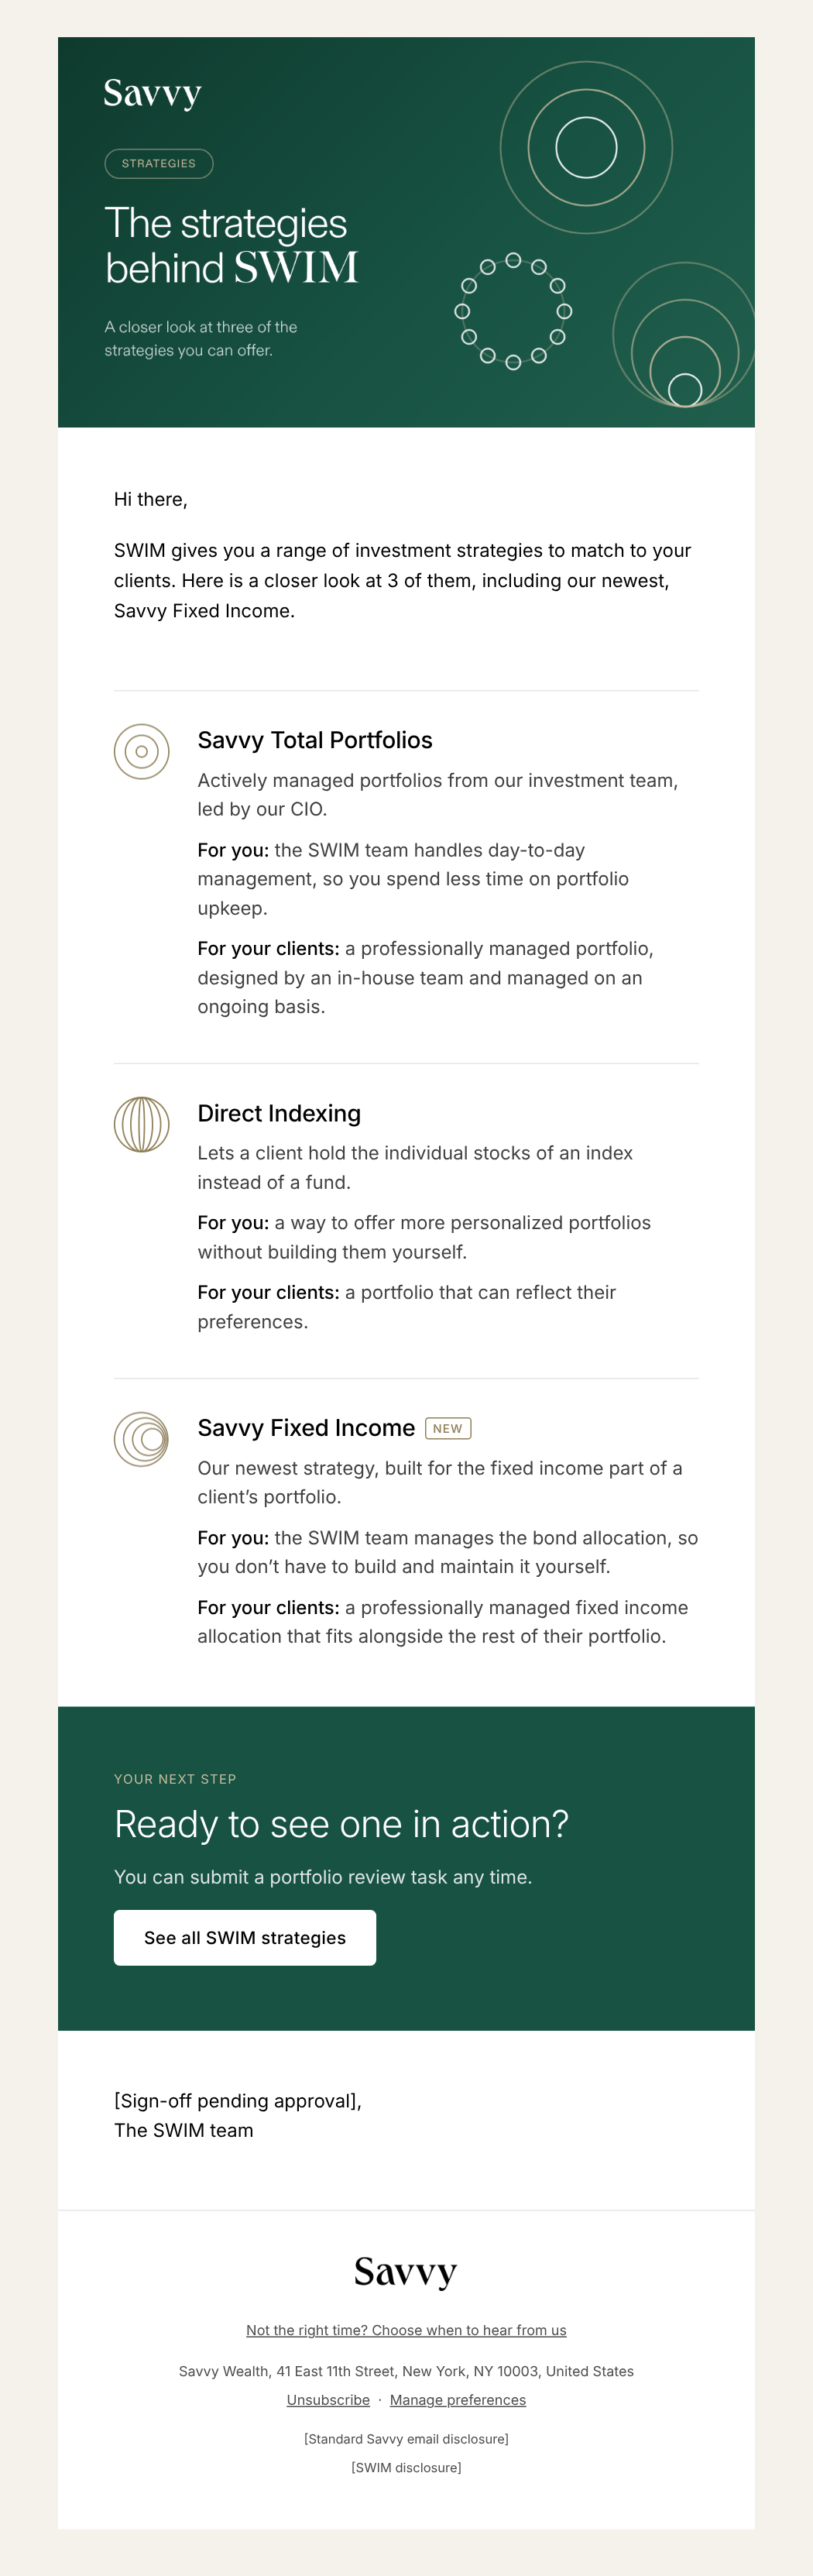 Savvy
STRATEGIES
The strategies
behind SWIM
A closer look at three of the
strategies you can offer.
Hi there,
SWIM gives you a range of investment strategies to match to your
clients. Here is a closer look at 3 of them, including our newest,
Savvy Fixed Income.
Savvy Total Portfolios
Actively managed portfolios from our investment team,
led by our CIO.
For you: the SWIM team handles day-to-day
management, so you spend less time on portfolio
upkeep.
For your clients: a professionally managed portfolio,
designed by an in-house team and managed on an
ongoing basis.
Direct Indexing
Lets a client hold the individual stocks of an index
instead of a fund.
For you: a way to offer more personalized portfolios
without building them yourself.
For your clients: a portfolio that can reflect their
preferences.
Savvy Fixed Income NEW
Our newest strategy, built for the fixed income part of a
client’s portfolio.
For you: the SWIM team manages the bond allocation, so
you don’t have to build and maintain it yourself.
For your clients: a professionally managed fixed income
allocation that fits alongside the rest of their portfolio.
YOUR NEXT STEP
Ready to see one in action?
You can submit a portfolio review task any time.
See all SWIM strategies
[Sign-off pending approval],
The SWIM team
Savvy
Not the right time? Choose when to hear from us
Savvy Wealth, 41 East 11th Street, New York, NY 10003, United States
Unsubscribe · Manage preferences
[Standard Savvy email disclosure]
[SWIM disclosure]